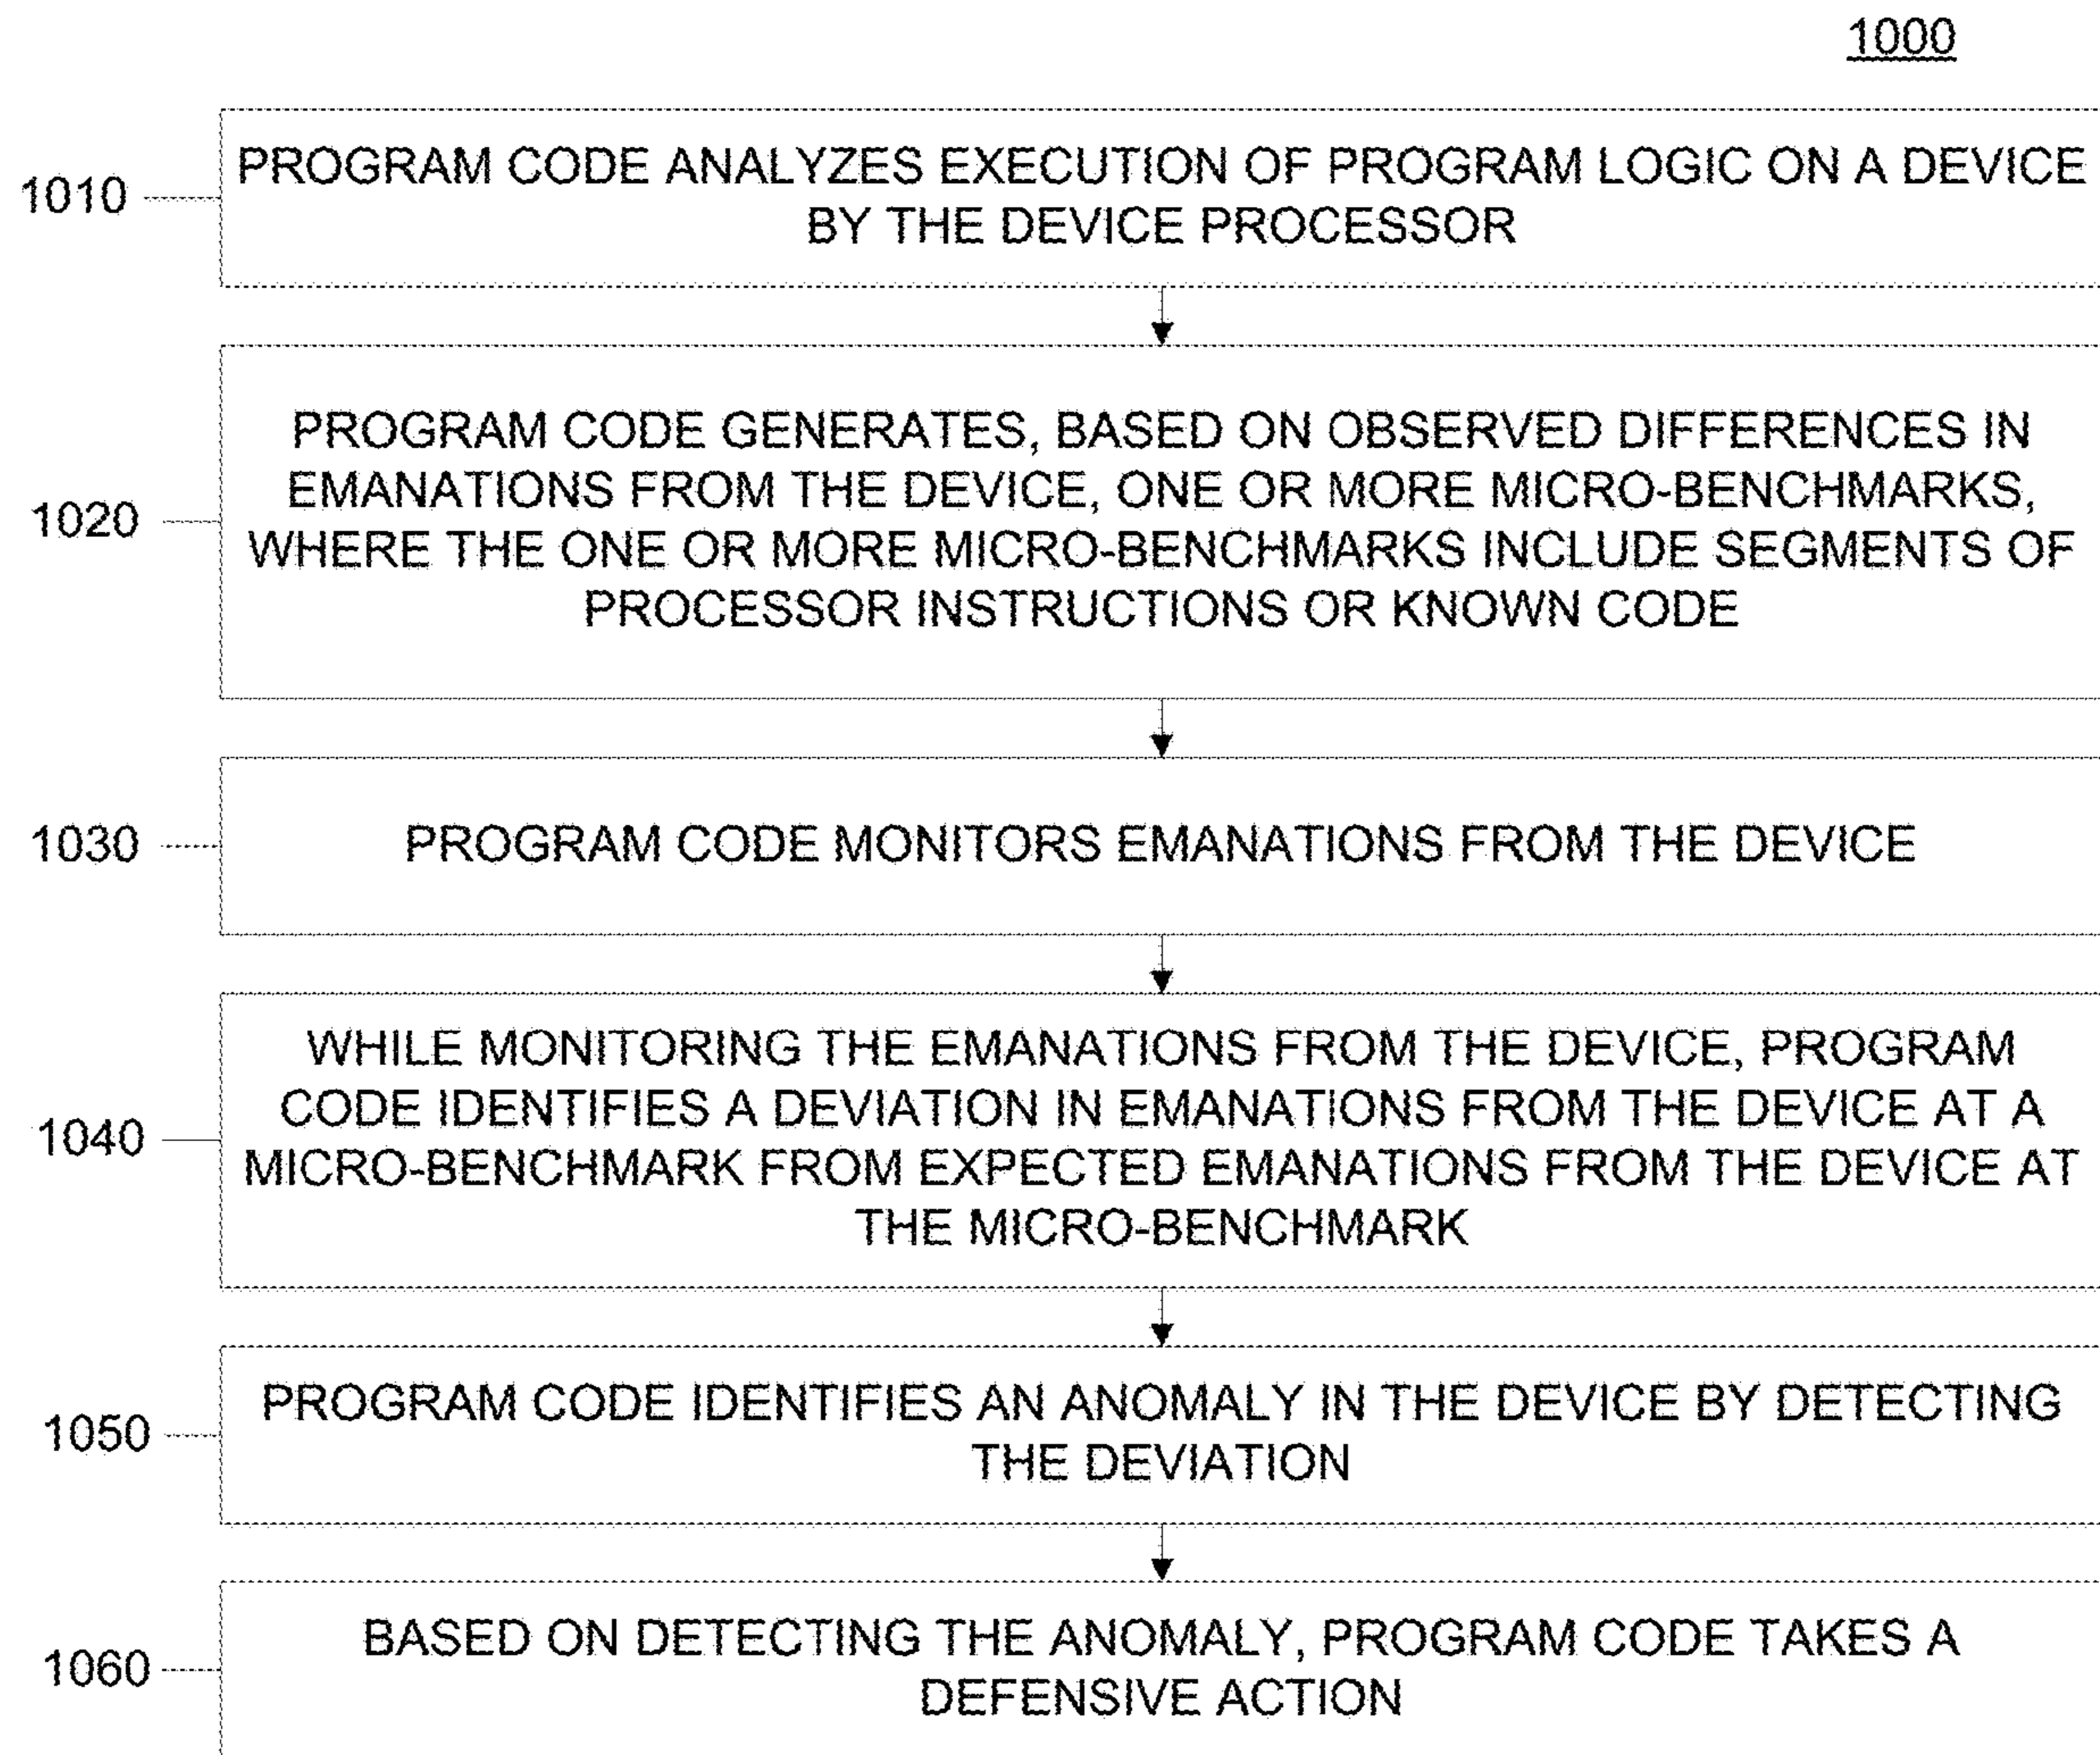 1000
1010
PROGRAM CODE ANALYZES EXECUTION OF PROGRAM LOGIC ON A DEVICE
BY THE DEVICE PROCESSOR
1020
PROGRAM CODE GENERATES, BASED ON OBSERVED DIFFERENCES IN
EMANATIONS FROM THE DEVICE, ONE OR MORE MICRO-BENCHMARKS,
WHERE THE ONE OR MORE MICRO-BENCHMARKS INCLUDE SEGMENTS OF
PROCESSOR INSTRUCTIONS OR KNOWN CODE
1030
PROGRAM CODE MONITORS EMANATIONS FROM THE DEVICE
1040
WHILE MONITORING THE EMANATIONS FROM THE DEVICE, PROGRAM
CODE IDENTIFIES A DEVIATION IN EMANATIONS FROM THE DEVICE AT A
MICRO-BENCHMARK FROM EXPECTED EMANATIONS FROM THE DEVICE AT
THE MICRO-BENCHMARK
1050
PROGRAM CODE IDENTIFIES AN ANOMALY IN THE DEVICE BY DETECTING
THE DEVIATION
1060
BASED ON DETECTING THE ANOMALY, PROGRAM CODE TAKES A
DEFENSIVE ACTION